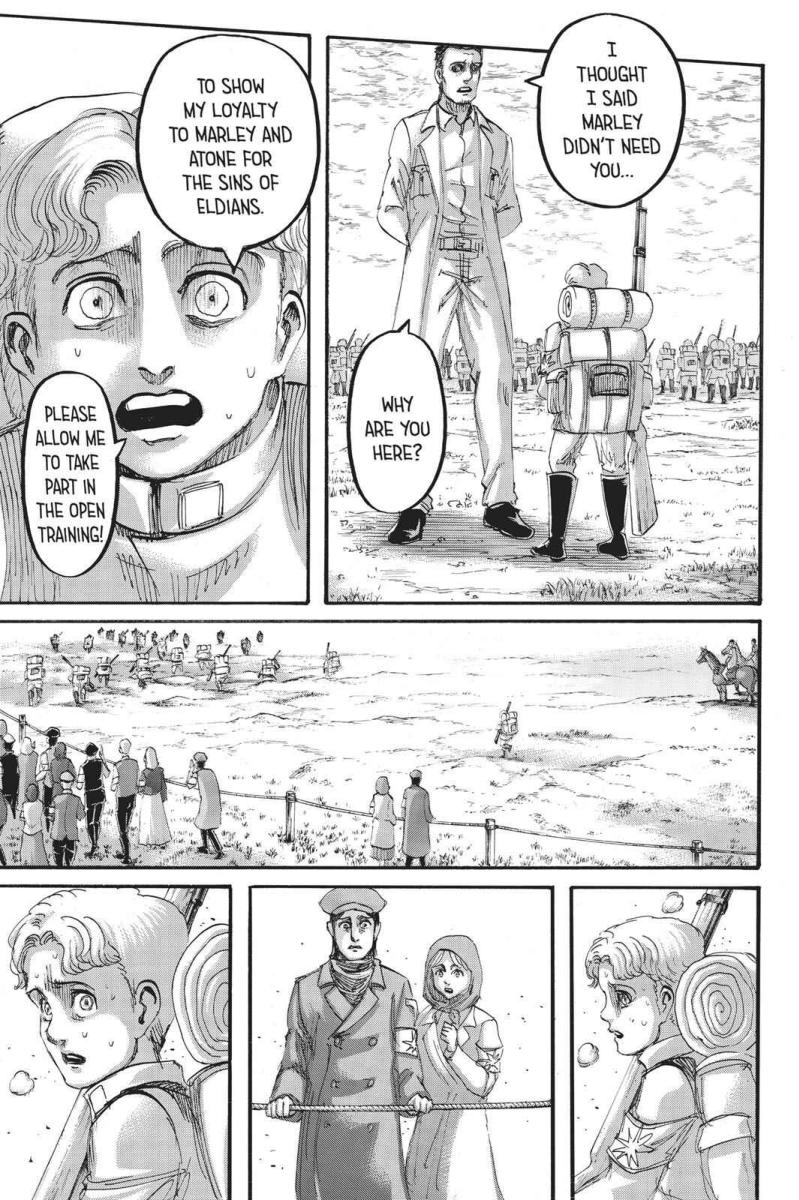 I
THOUGHT
I SAID
MARLEY
DIDN'T NEED
YOU...
WHY
ARE YOU
HERE?
TO SHOW
MY LOYALTY
TO MARLEY AND
ATONE FOR
THE SINS OF
ELDIANS.
PLEASE
ALLOW ME
TO TAKE
PART IN
THE OPEN
TRAINING!